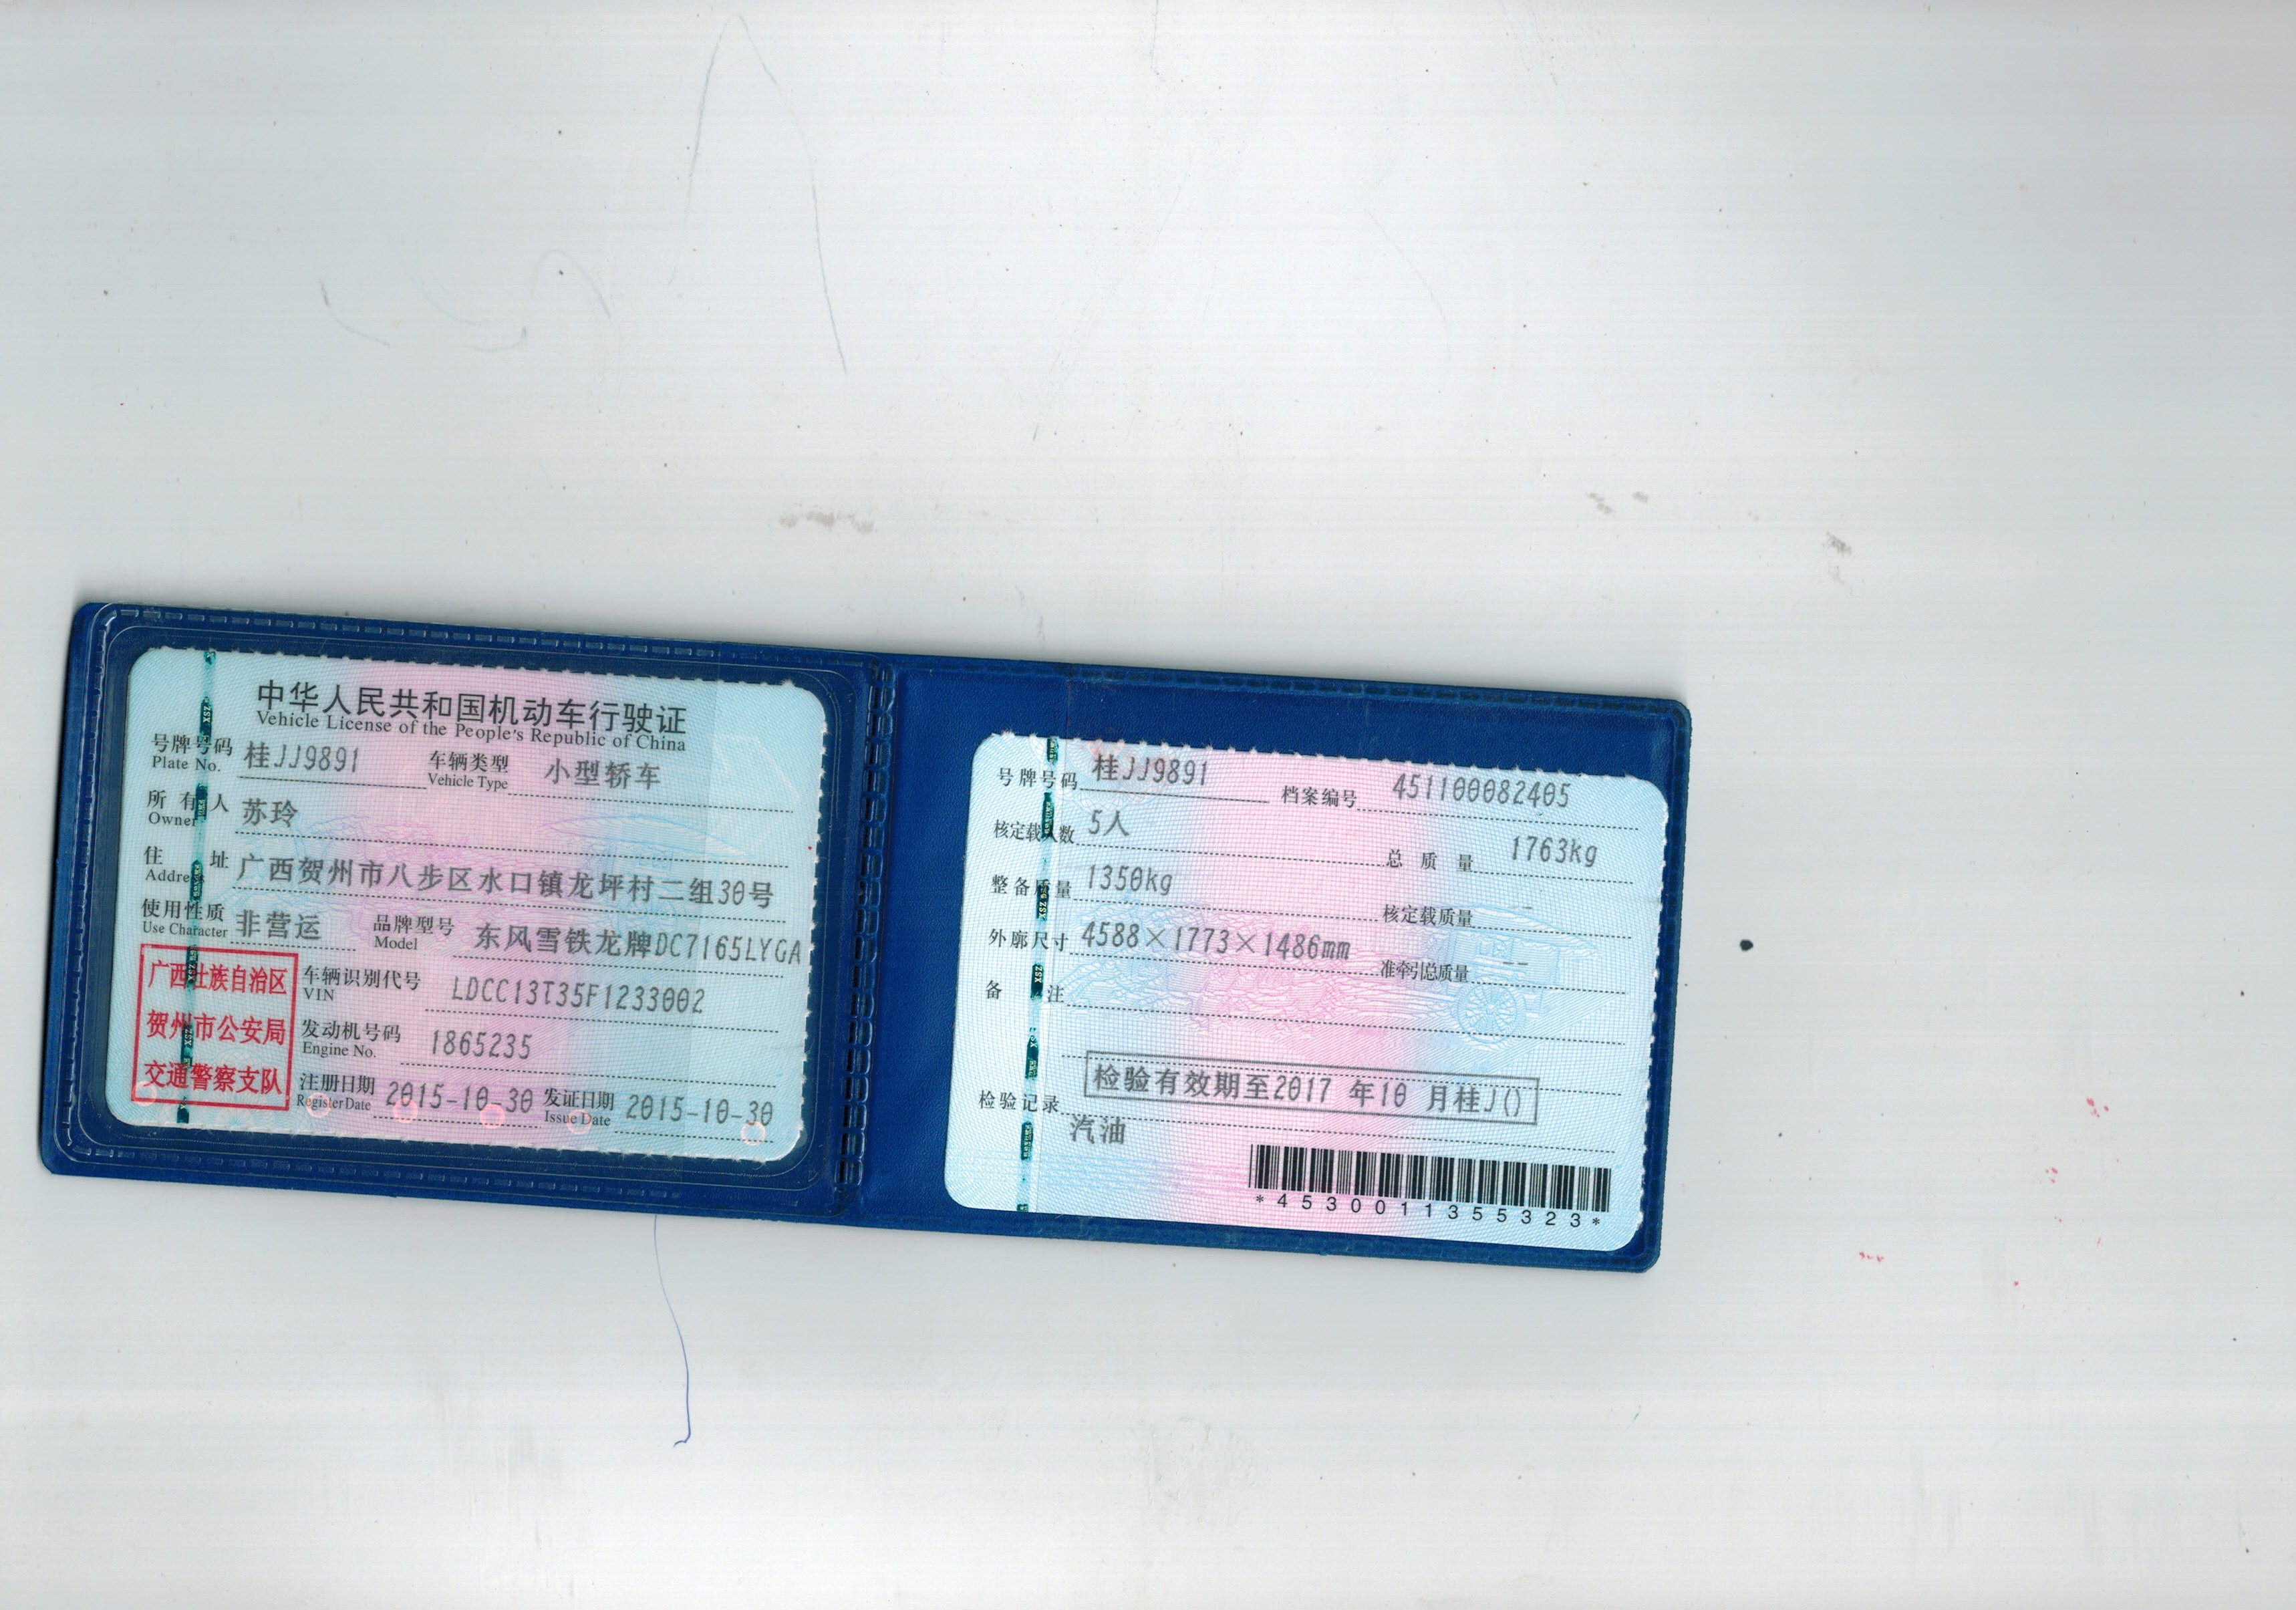 中华人民共和国机动车行驶证
Vehicle License of the People's Republic of China
号牌号码 桂JJ9891 车辆类型 小型轿车
Plate No. Vehicle Type
所有人 苏玲
Owner
住址 广西贺州市八步区水口镇龙坪村二组30号
Address
使用性质 非营运 品牌型号 东风雪铁龙牌DC7165LYGA
Use Character Model
广西壮族自治区
贺州市公安局
交通警察支队
车辆识别代号 LDCC13T35F1233002
VIN
发动机号码 1865235
Engine No.
注册日期 2015-10-30 发证日期 2015-10-30
Register Date Issue Date
号牌号码 桂JJ9891 档案编号 451100082405
核定载人数 5人 总质量 1763kg
整备质量 1350kg 核定载质量 --
外廓尺寸 4588×1773×1486mm 准牵引总质量 --
备注
检验有效期至2017 年10 月桂J()
检验记录
汽油
*4530011355323*